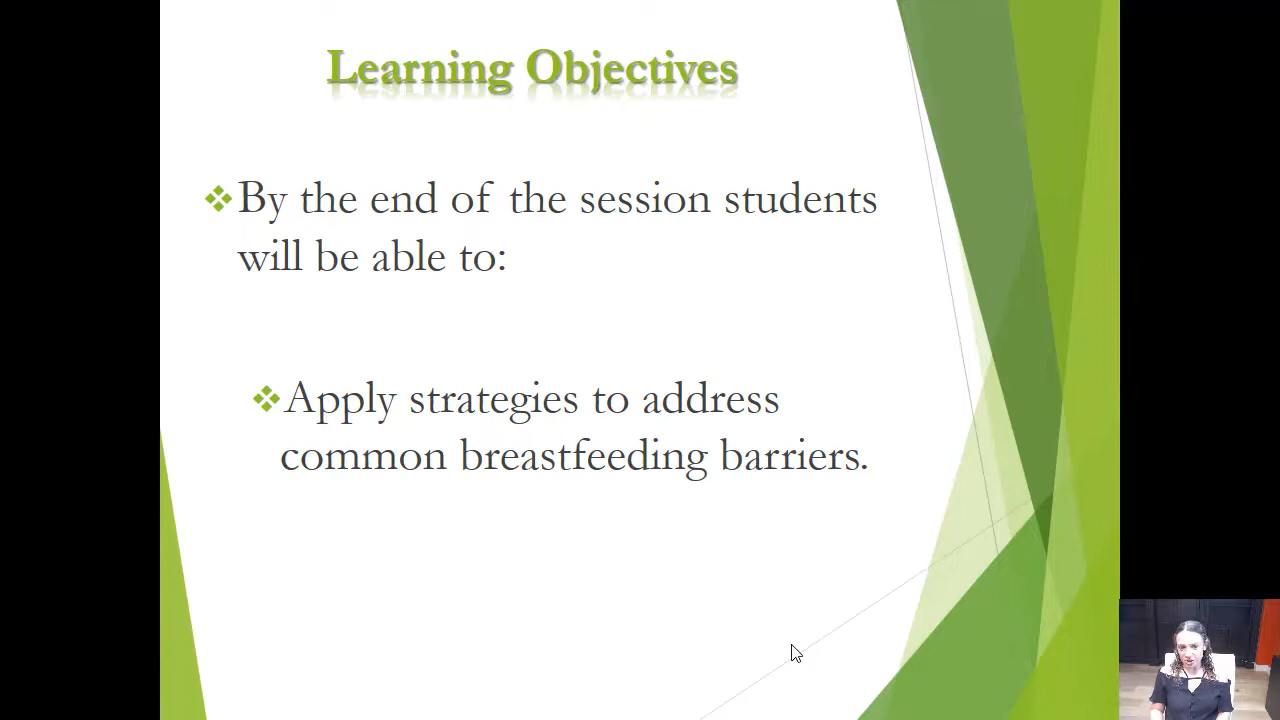 Learning Objectives
By the end of the session students
will be able to:
Apply strategies to address
common breastfeeding barriers.